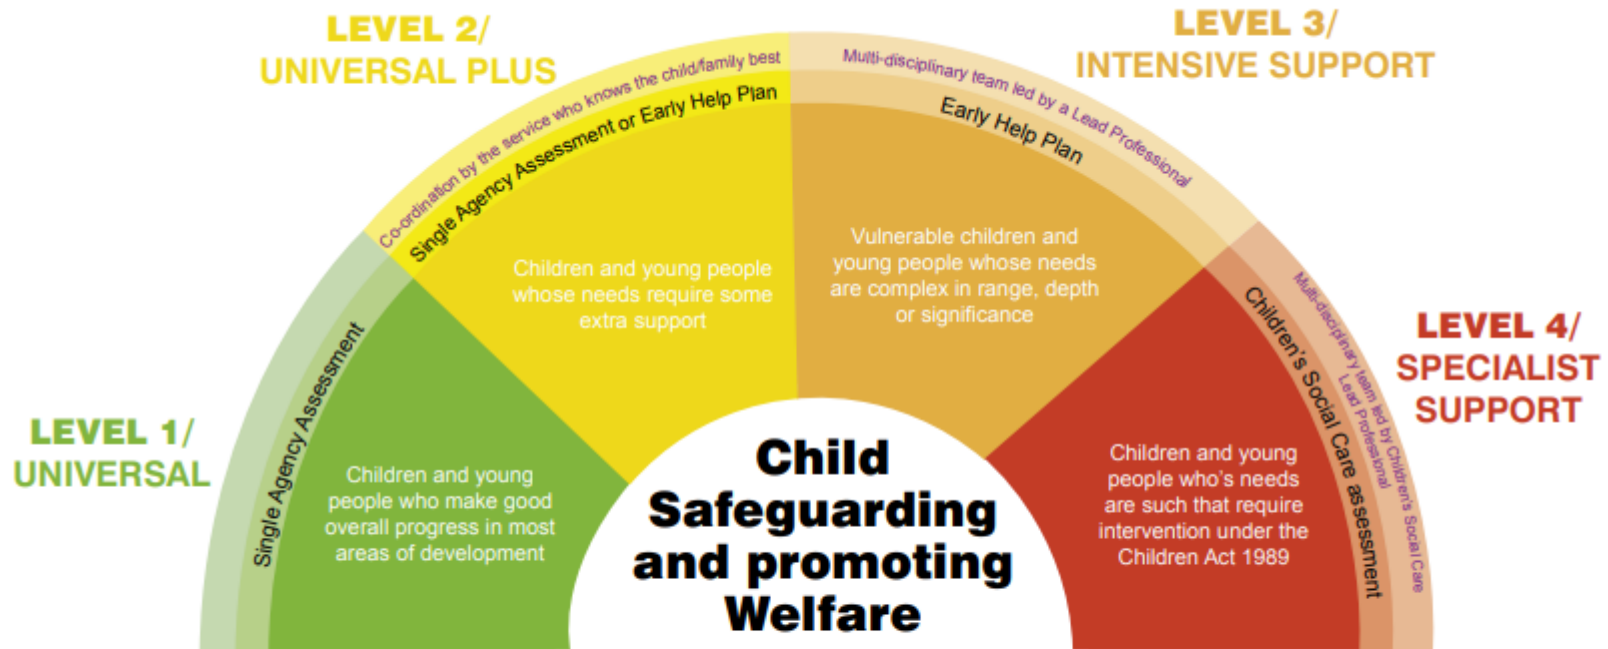 LEVEL 1/
UNIVERSAL
Single Agency Assessment
Children and young
people who make good
overall progress in most
areas of development
LEVEL 2/
UNIVERSAL PLUS
Co-ordination by the service who knows the child/family best
Single Agency Assessment or Early Help Plan
Children and young people
whose needs require some
extra support
LEVEL 3/
INTENSIVE SUPPORT
Multi-disciplinary team led by a Lead Professional
Early Help Plan
Vulnerable children and
young people whose needs
are complex in range, depth
or significance
LEVEL 4/
SPECIALIST
SUPPORT
Multi-disciplinary team led by Children's Social Care
Lead Professional
Children's Social Care assessment
Children and young
people who's needs
are such that require
intervention under the
Children Act 1989
Child
Safeguarding
and promoting
Welfare